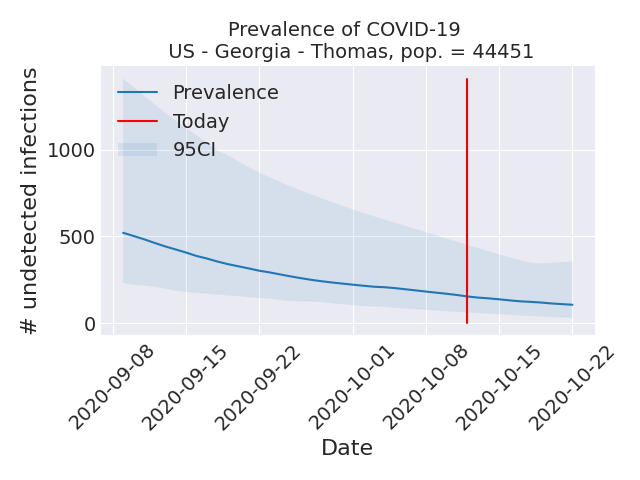 Prevalence of COVID-19
US - Georgia - Thomas, pop. = 44451
# undetected infections
1000
500
0
Prevalence
Today
95CI
2020-09-08
2020-09-15
2020-09-22
2020-10-01
2020-10-08
2020-10-15
2020-10-22
Date